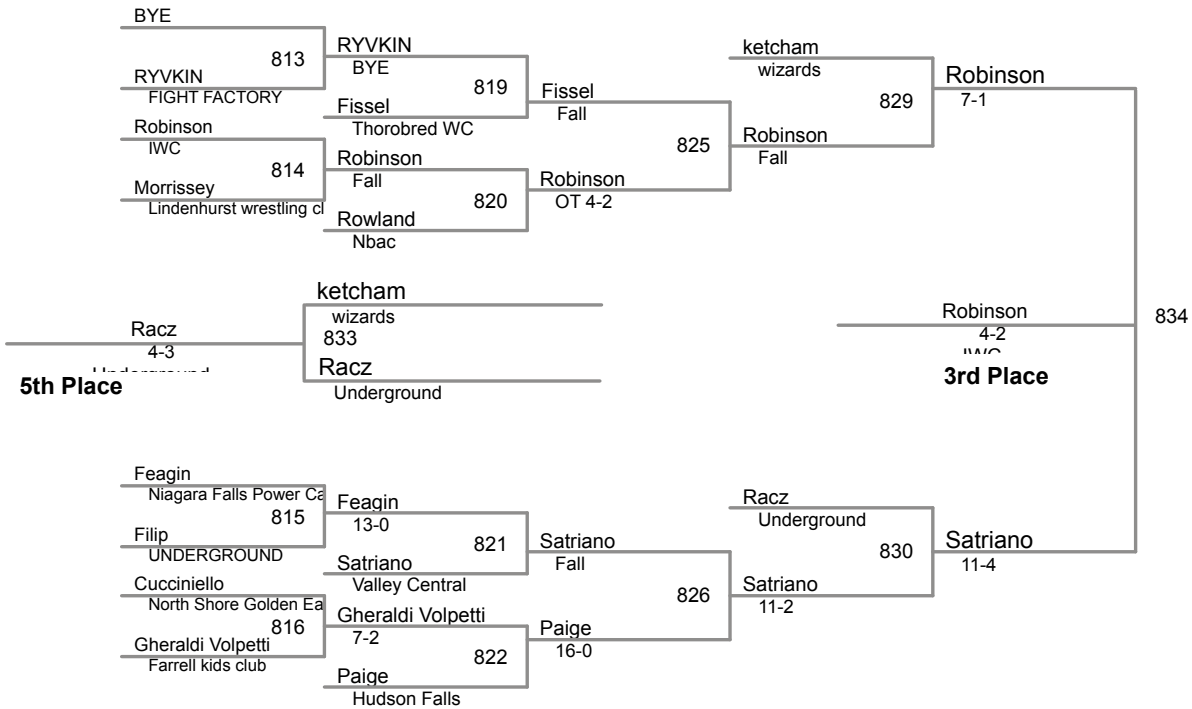 BYE
813
RYVKIN
FIGHT FACTORY
RYVKIN
BYE
819
Fissel
Thorobred WC
Robinson
IWC
814
Morrissey
Lindenhurst wrestling cl
Robinson
Fall
820
Rowland
Nbac
Fissel
Fall
825
Robinson
OT 4-2
ketcham
wizards
829
Robinson
Fall
Robinson
7-1
ketcham
wizards
833
Racz
Underground
Racz
4-3
Underground
5th Place
Robinson
4-2
IWC
3rd Place
834
Feagin
Niagara Falls Power Ca
815
Filip
UNDERGROUND
Feagin
13-0
821
Satriano
Valley Central
Cucciniello
North Shore Golden Ea
816
Gheraldi Volpetti
Farrell kids club
Gheraldi Volpetti
7-2
822
Paige
Hudson Falls
Satriano
Fall
826
Paige
16-0
Racz
Underground
830
Satriano
11-2
Satriano
11-4